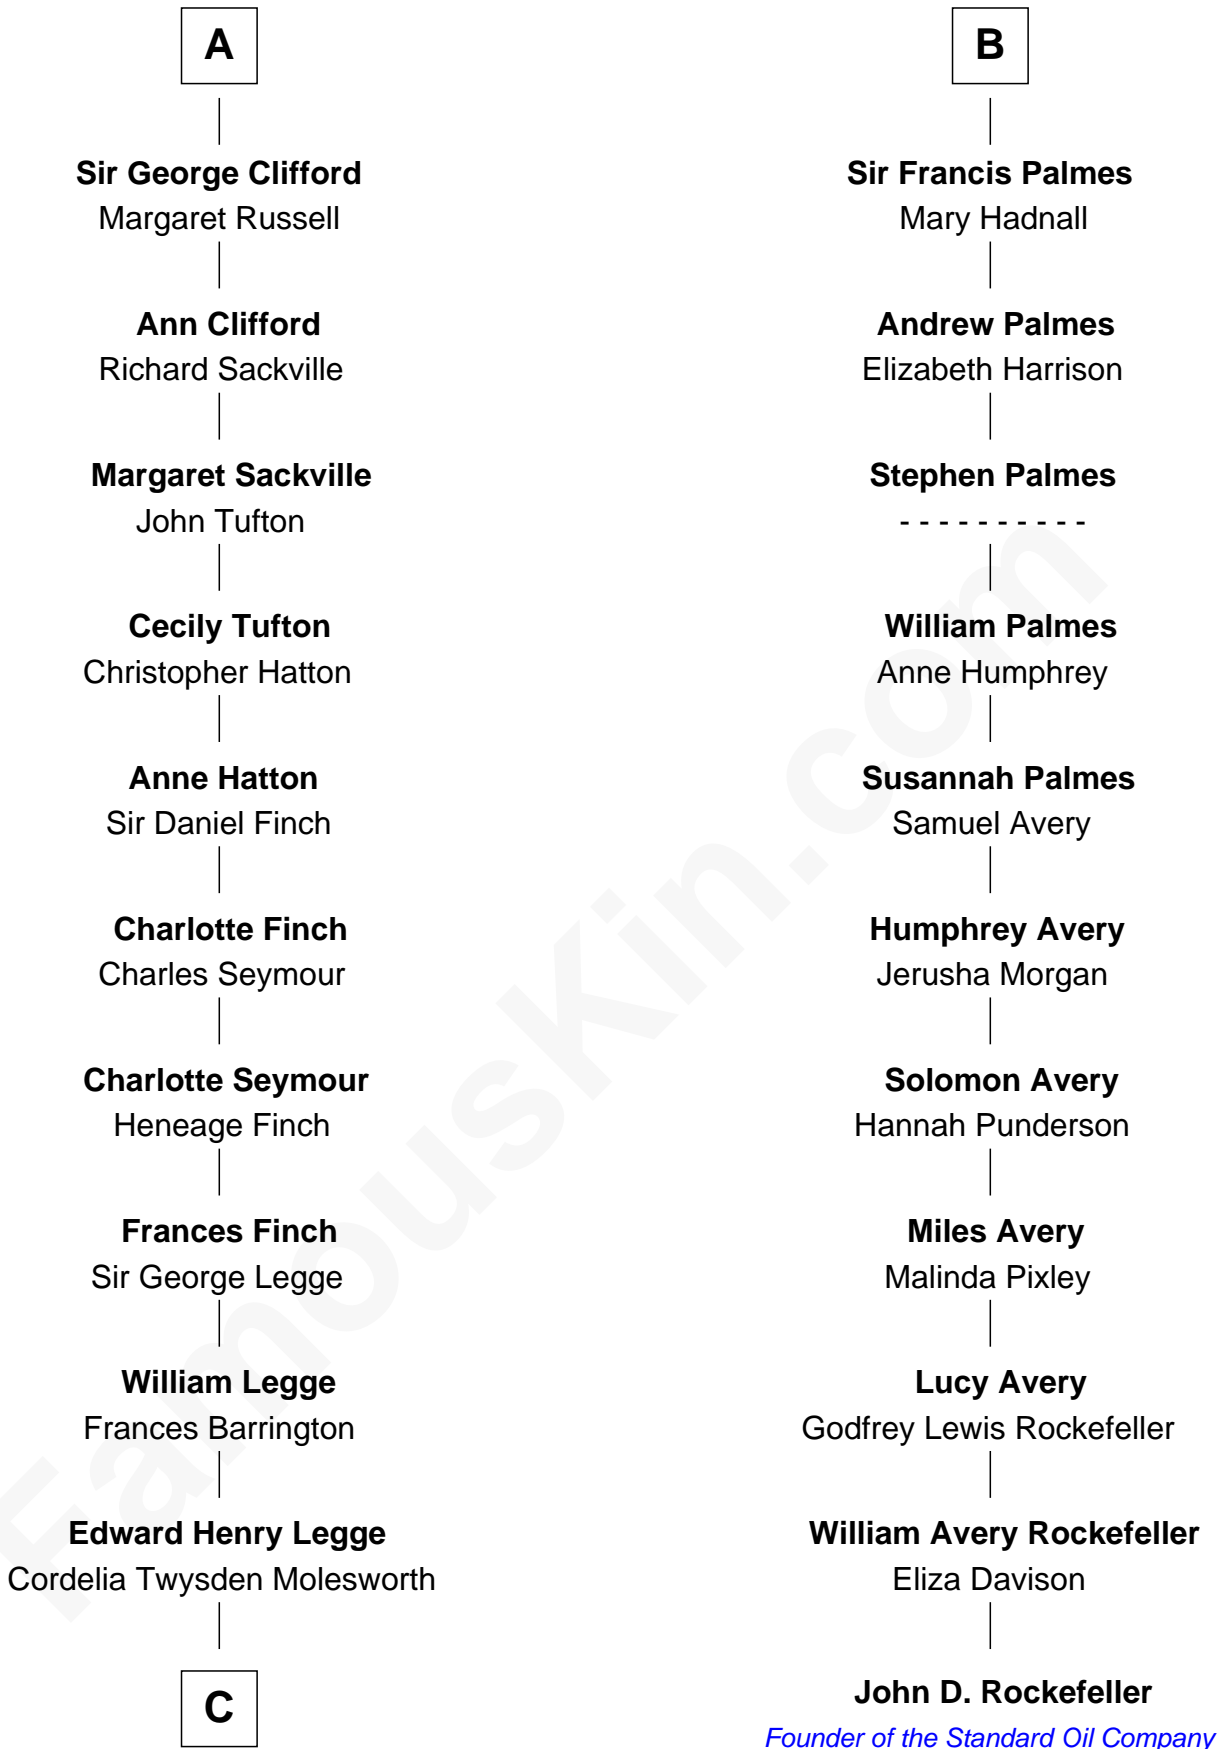 A
Sir George Clifford
Margaret Russell
Ann Clifford
Richard Sackville
Margaret Sackville
John Tufton
Cecily Tufton
Christopher Hatton
Anne Hatton
Sir Daniel Finch
Charlotte Finch
Charles Seymour
Charlotte Seymour
Heneage Finch
Frances Finch
Sir George Legge
William Legge
Frances Barrington
Edward Henry Legge
Cordelia Twysden Molesworth
C
B
Sir Francis Palmes
Mary Hadnall
Andrew Palmes
Elizabeth Harrison
Stephen Palmes
- - - - - - - - - -
William Palmes
Anne Humphrey
Susannah Palmes
Samuel Avery
Humphrey Avery
Jerusha Morgan
Solomon Avery
Hannah Punderson
Miles Avery
Malinda Pixley
Lucy Avery
Godfrey Lewis Rockefeller
William Avery Rockefeller
Eliza Davison
John D. Rockefeller
Founder of the Standard Oil Company
FamousKin.com